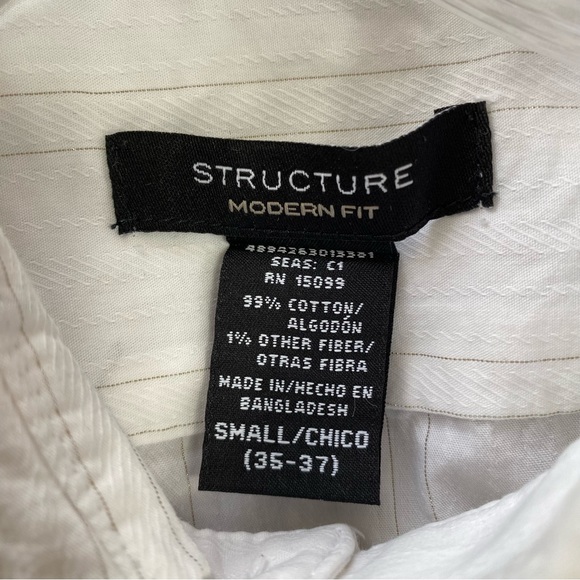 STRUCTURE
MODERN FIT
4894263013381
SEAS: C1
RN 15099
99% COTTON/
ALGODÓN
1% OTHER FIBER/
OTRAS FIBRA
MADE IN/HECHO EN
BANGLADESH
SMALL/CHICO
(35-37)